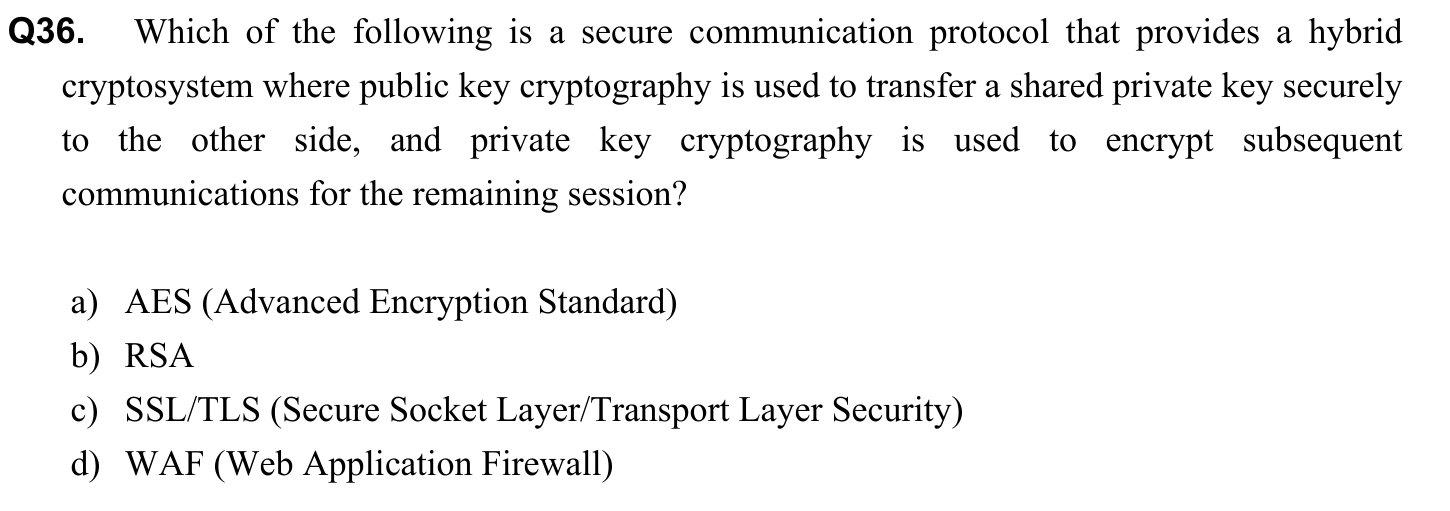 Q36. Which of the following is a secure communication protocol that provides a hybrid
cryptosystem where public key cryptography is used to transfer a shared private key securely
to the other side, and private key cryptography is used to encrypt subsequent
communications for the remaining session?
a) AES (Advanced Encryption Standard)
b) RSA
c) SSL/TLS (Secure Socket Layer/Transport Layer Security)
d) WAF (Web Application Firewall)